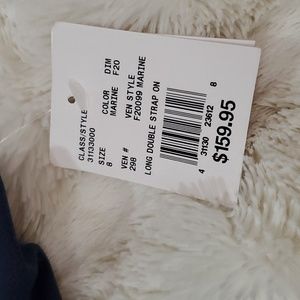 CLASS/STYLE
31133000
COLOR DIM
MARINE F20
SIZE
8
VEN STYLE
F20099 MARINE
VEN #
298
LONG DOUBLE STRAP ON
4 31130 23612 8
$159.95